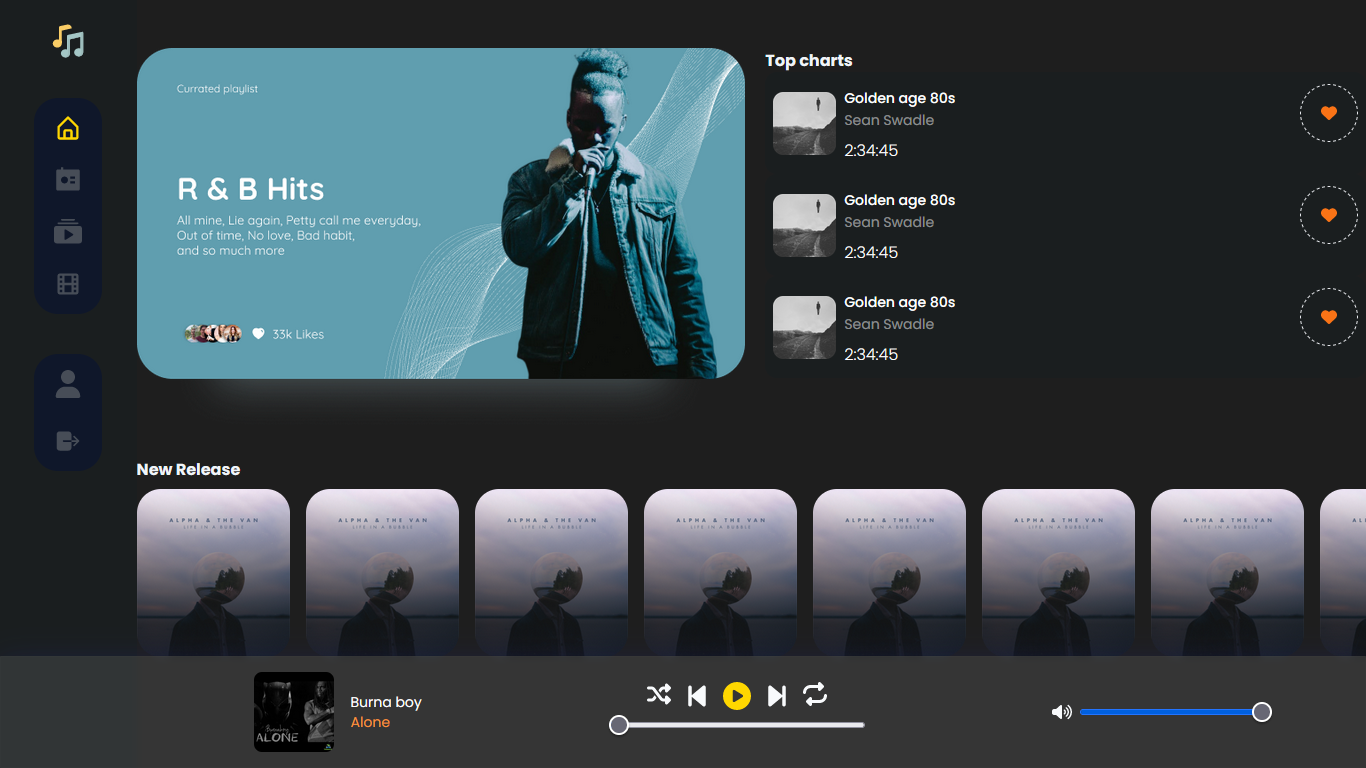 Currated playlist
R & B Hits
All mine, Lie again, Petty call me everyday,
Out of time, No love, Bad habit,
and so much more
33k Likes
Top charts
Golden age 80s
Sean Swadle
2:34:45
Golden age 80s
Sean Swadle
2:34:45
Golden age 80s
Sean Swadle
2:34:45
New Release
ALPHA & THE VAN
LIFE IN A BUBBLE
ALPHA & THE VAN
LIFE IN A BUBBLE
ALPHA & THE VAN
LIFE IN A BUBBLE
ALPHA & THE VAN
LIFE IN A BUBBLE
ALPHA & THE VAN
LIFE IN A BUBBLE
ALPHA & THE VAN
LIFE IN A BUBBLE
ALPHA & THE VAN
LIFE IN A BUBBLE
AL
ALONE
Burna boy
Alone